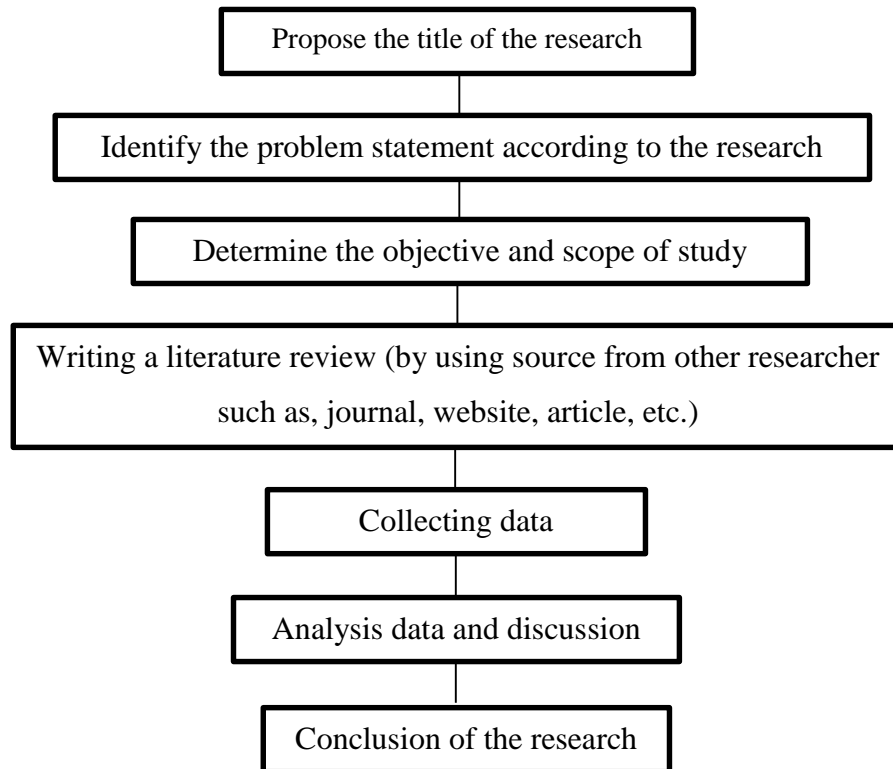 Propose the title of the research
Identify the problem statement according to the research
Determine the objective and scope of study
Writing a literature review (by using source from other researcher
such as, journal, website, article, etc.)
Collecting data
Analysis data and discussion
Conclusion of the research